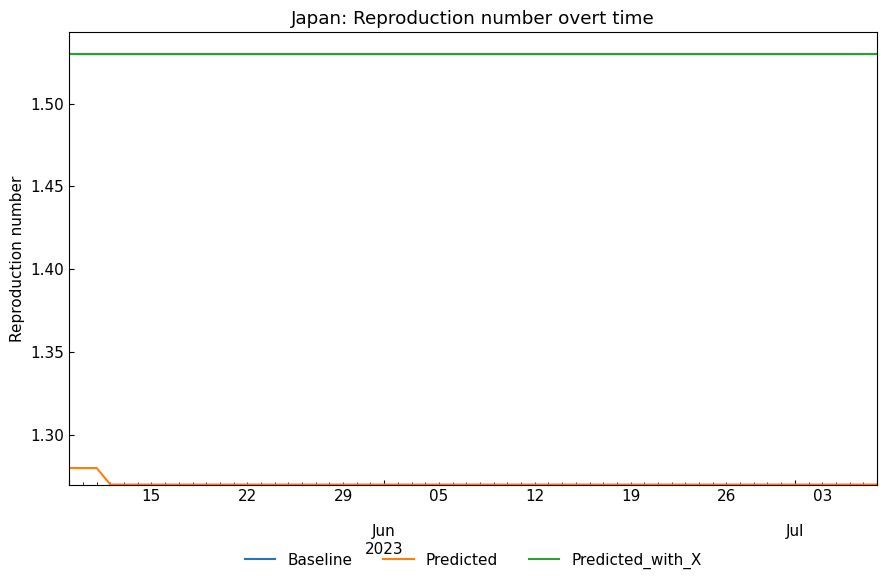 Japan: Reproduction number overt time
Reproduction number
1.50
1.45
1.40
1.35
1.30
15 22 29 05 12 19 26 03
Jun Jul
2023
Baseline Predicted Predicted_with_X